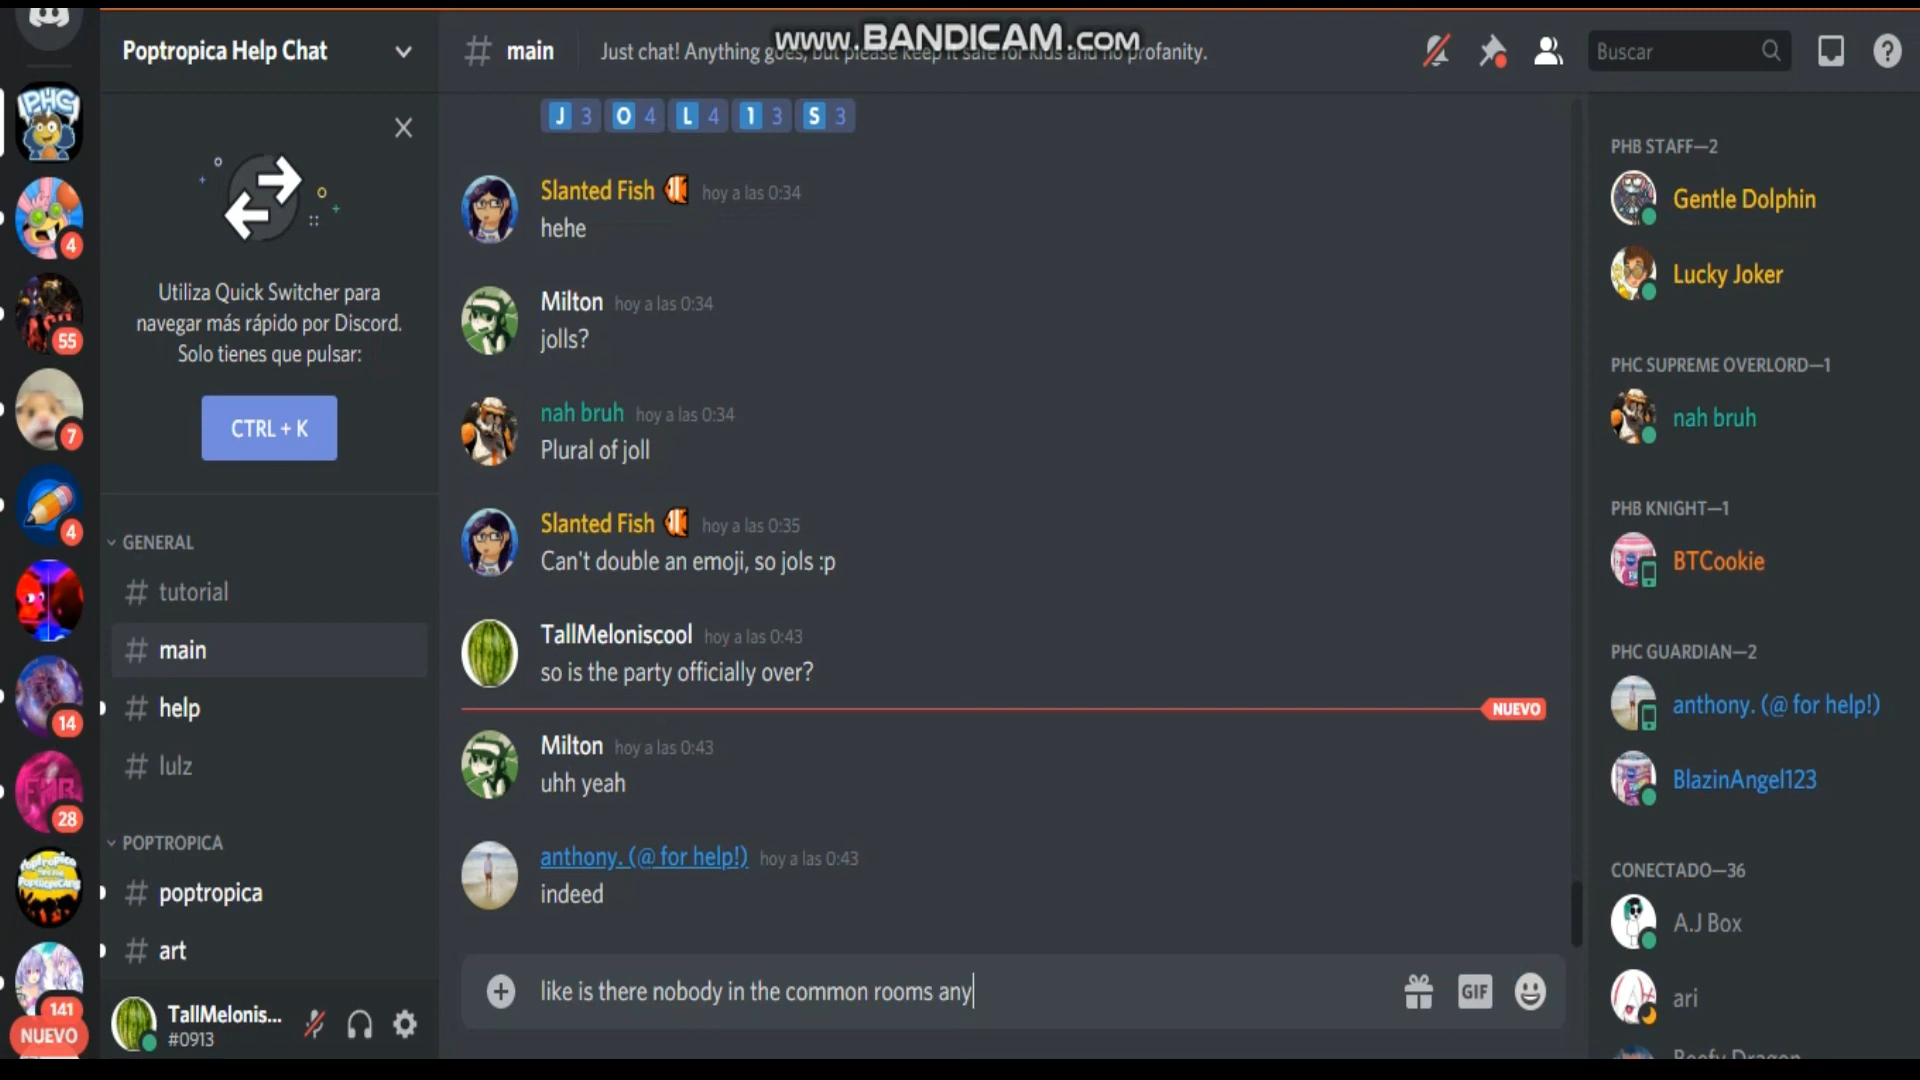 www.BANDICAM.com
Poptropica Help Chat
main
Just chat! Anything goes, but please keep it safe for kids and no profanity.
Buscar
J 3 O 4 L 4 1 3 S 3
Utiliza Quick Switcher para
navegar más rápido por Discord.
Solo tienes que pulsar:
CTRL + K
GENERAL
tutorial
main
help
lulz
POPTROPICA
poptropica
art
TallMelonis...
#0913
PHC
4
55
7
4
14
FMB
28
141
NUEVO
Slanted Fish hoy a las 0:34
hehe
Milton hoy a las 0:34
jolls?
nah bruh hoy a las 0:34
Plural of joll
Slanted Fish hoy a las 0:35
Can't double an emoji, so jols :p
TallMeloniscool hoy a las 0:43
so is the party officially over?
NUEVO
Milton hoy a las 0:43
uhh yeah
anthony. (@ for help!) hoy a las 0:43
indeed
like is there nobody in the common rooms any
GIF
PHB STAFF—2
Gentle Dolphin
Lucky Joker
PHC SUPREME OVERLORD—1
nah bruh
PHB KNIGHT—1
BTCookie
PHC GUARDIAN—2
anthony. (@ for help!)
BlazinAngel123
CONECTADO—36
A.J Box
ari
Beefy Dragon